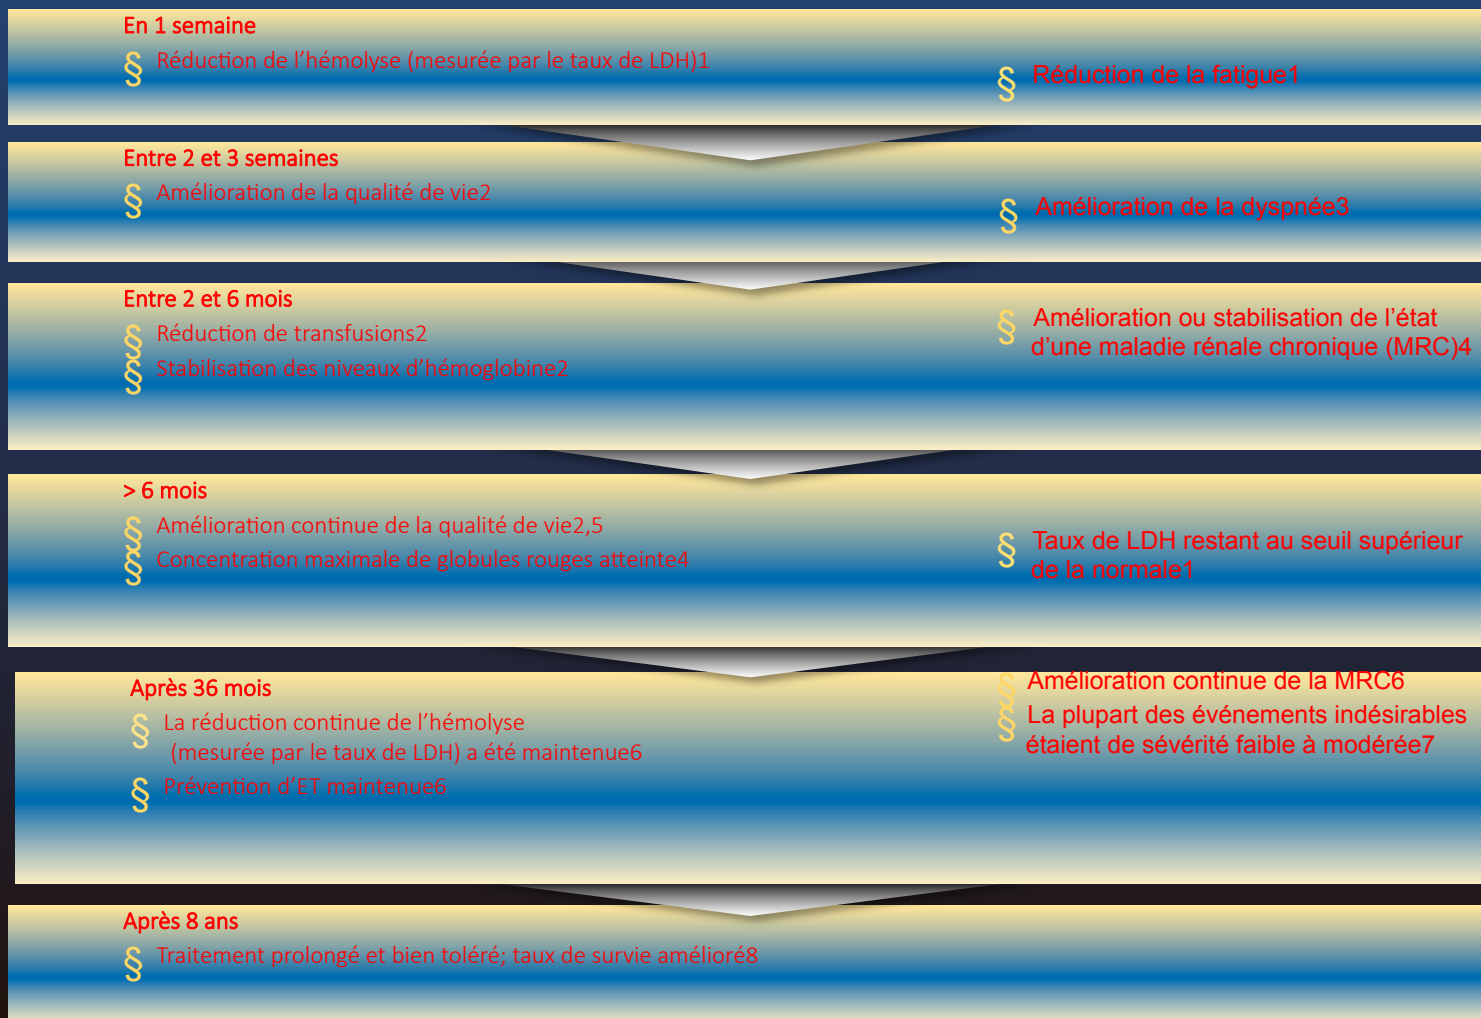 En 1 semaine
§ Réduction de l’hémolyse (mesurée par le taux de LDH)1
§ Réduction de la fatigue1
Entre 2 et 3 semaines
§ Amélioration de la qualité de vie2
§ Amélioration de la dyspnée3
Entre 2 et 6 mois
§ Réduction de transfusions2
§ Stabilisation des niveaux d’hémoglobine2
§ Amélioration ou stabilisation de l’état
d’une maladie rénale chronique (MRC)4
> 6 mois
§ Amélioration continue de la qualité de vie2,5
§ Concentration maximale de globules rouges atteinte4
§ Taux de LDH restant au seuil supérieur
de la normale1
Après 36 mois
§ La réduction continue de l’hémolyse
(mesurée par le taux de LDH) a été maintenue6
§ Prévention d’ET maintenue6
§ Amélioration continue de la MRC6
§ La plupart des événements indésirables
étaient de sévérité faible à modérée7
Après 8 ans
§ Traitement prolongé et bien toléré; taux de survie amélioré8